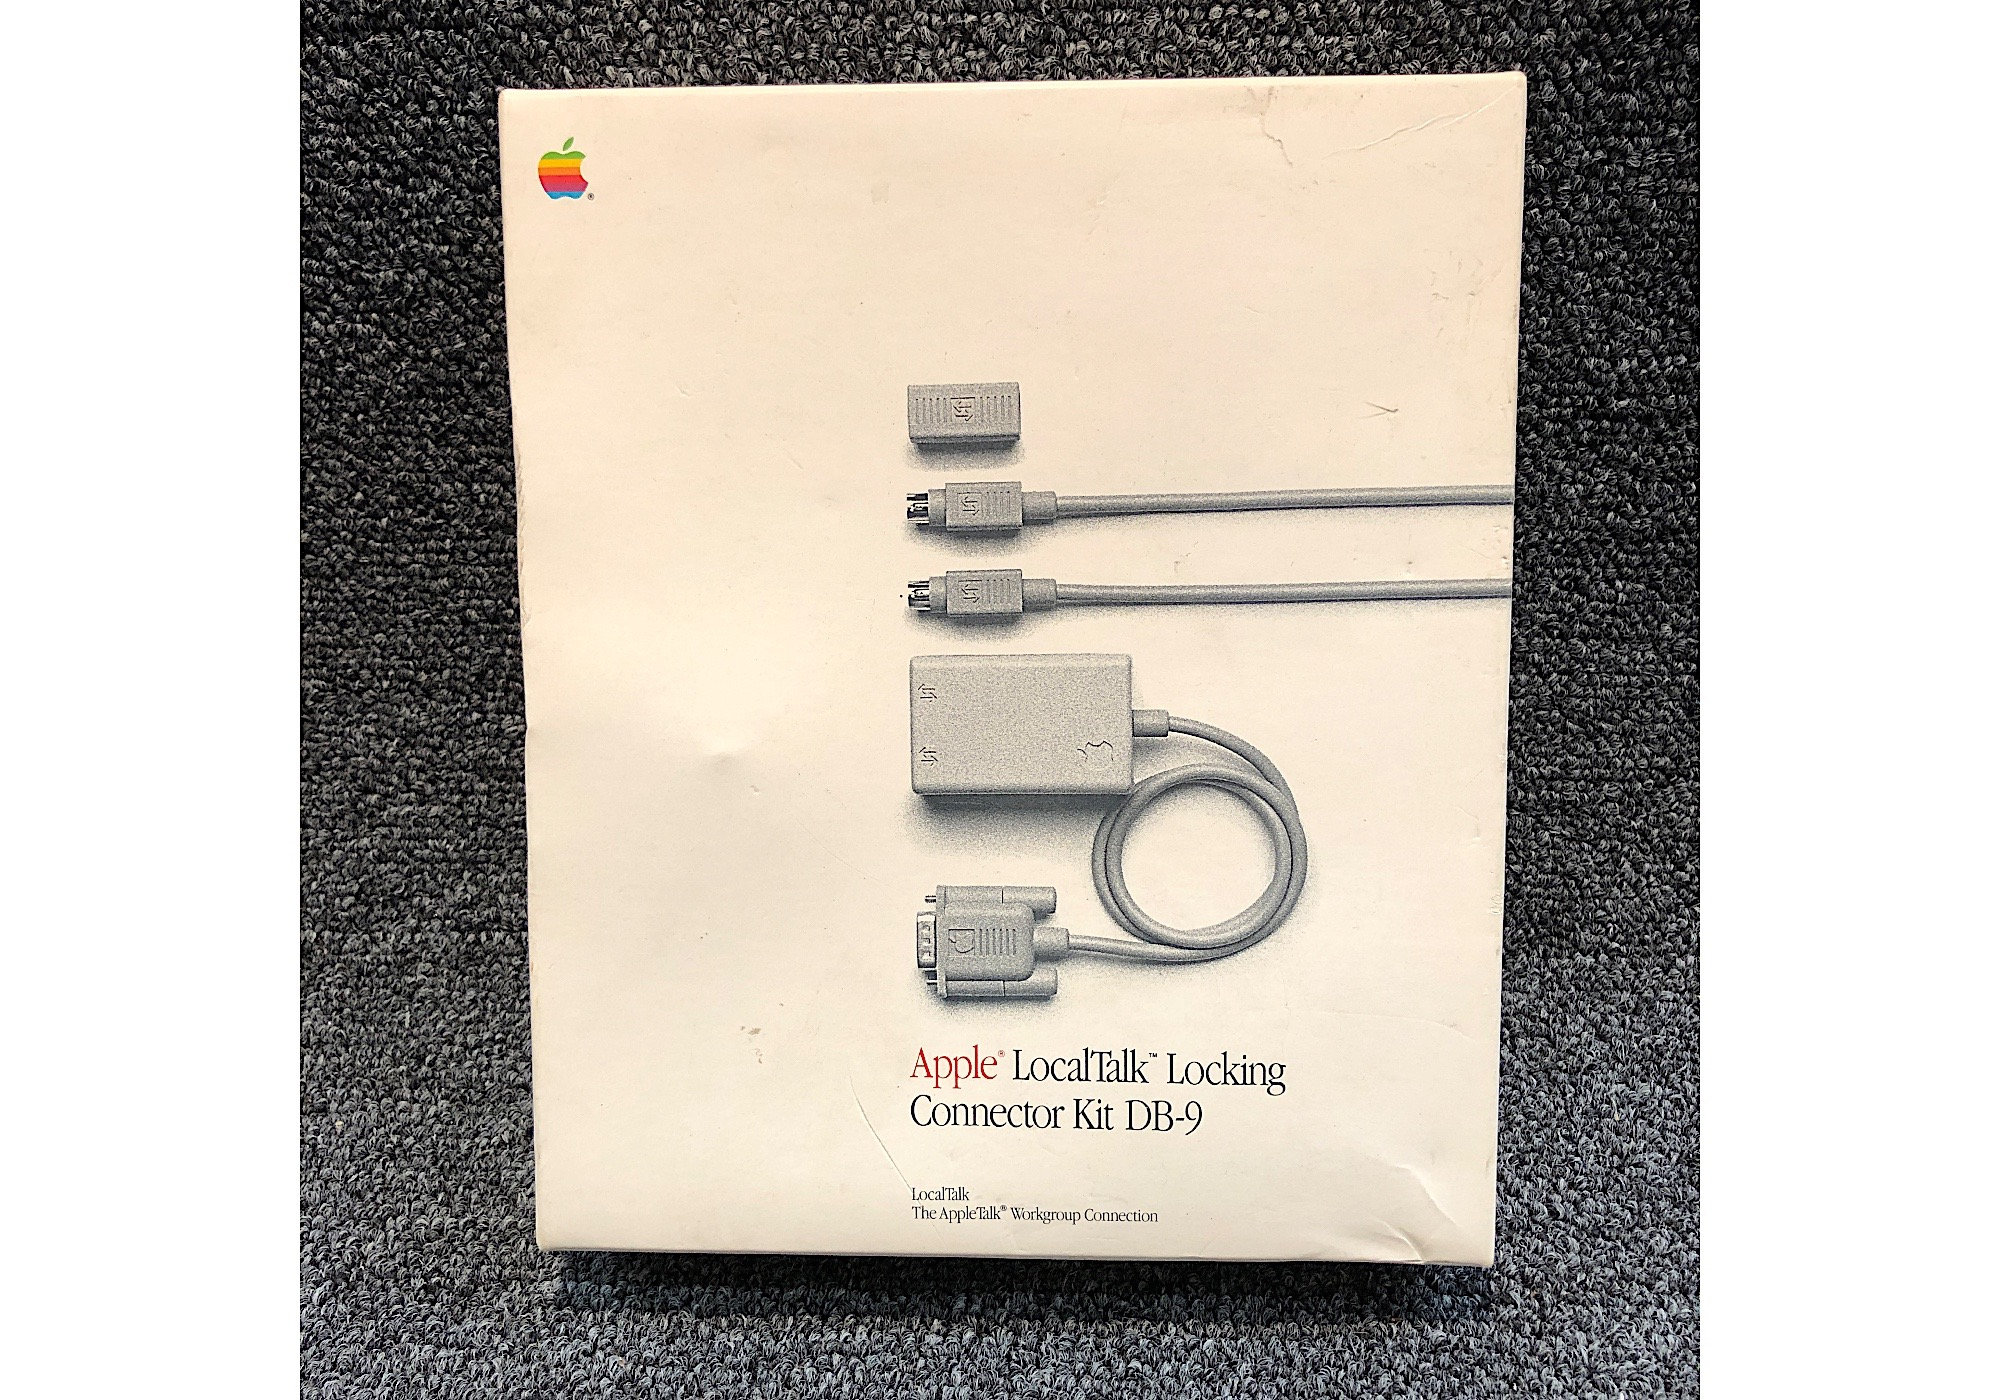 Apple® LocalTalk™ Locking
Connector Kit DB-9
LocalTalk
The AppleTalk® Workgroup Connection